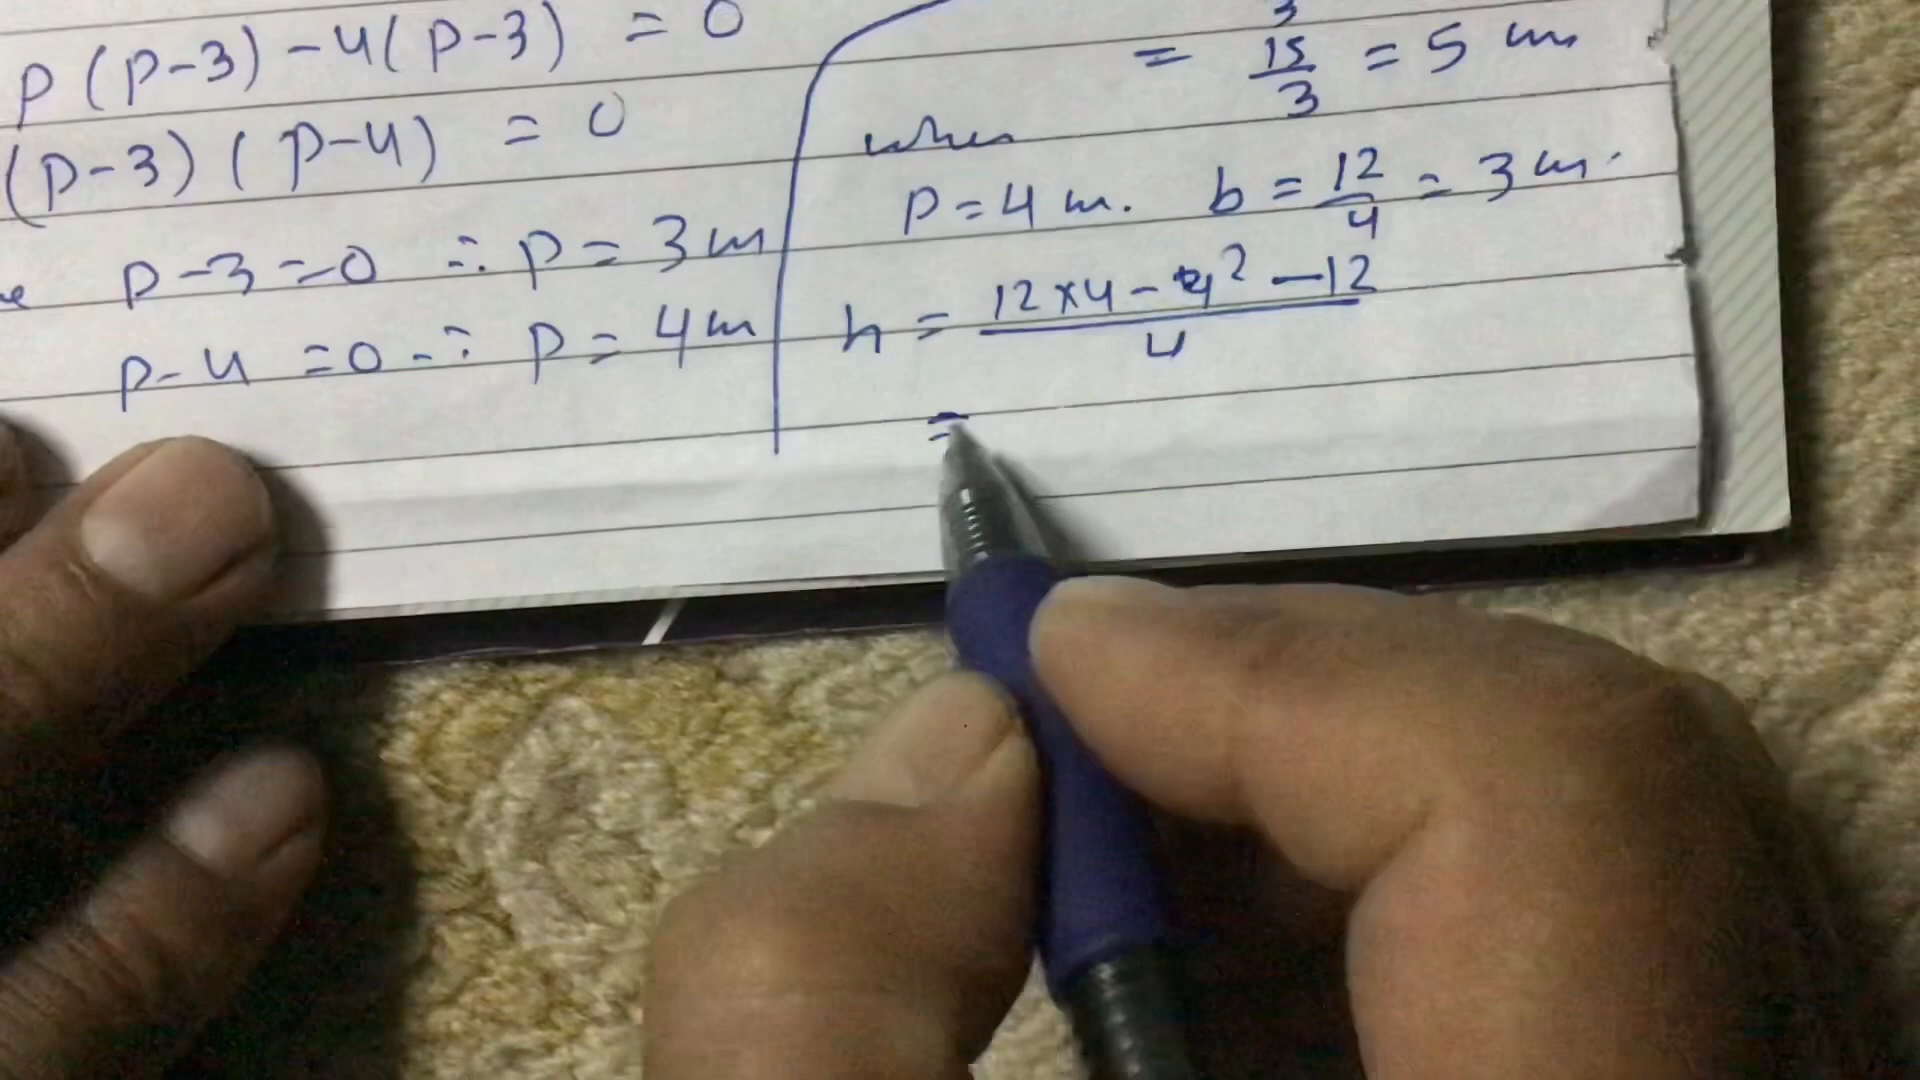 p(p-3)-4(p-3) = 0
(p-3)(p-4) = 0
p-3=0 ∴ p = 3m
p-4 =0 ∴ p = 4m
= 15/3 = 5 m
when
p=4 m. b = 12/4 = 3 m.
h = (12×4-4² -12)/4
=